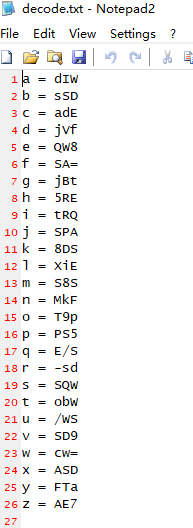 decode.txt - Notepad2
File Edit View Settings
1 a = dIW
2 b = sSD
3 c = adE
4 d = jVf
5 e = QW8
6 f = SA=
7 g = jBt
8 h = 5RE
9 i = tRQ
10 j = SPA
11 k = 8DS
12 l = XiE
13 m = S8S
14 n = MkF
15 o = T9p
16 p = PS5
17 q = E/S
18 r = -sd
19 s = SQW
20 t = obW
21 u = /WS
22 v = SD9
23 w = cw=
24 x = ASD
25 y = FTa
26 z = AE7
27